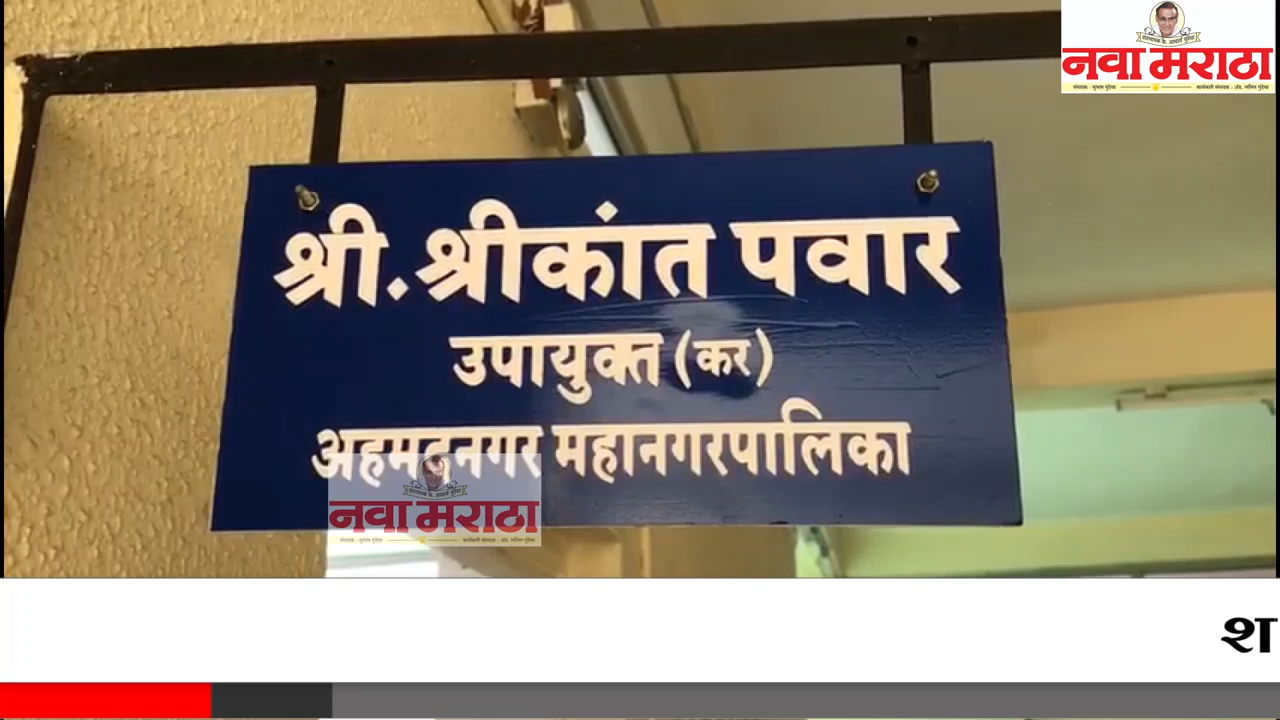 नवा मराठा
श्री. श्रीकांत पवार
उपायुक्त (कर)
अहमदनगर महानगरपालिका
नवा मराठा
श